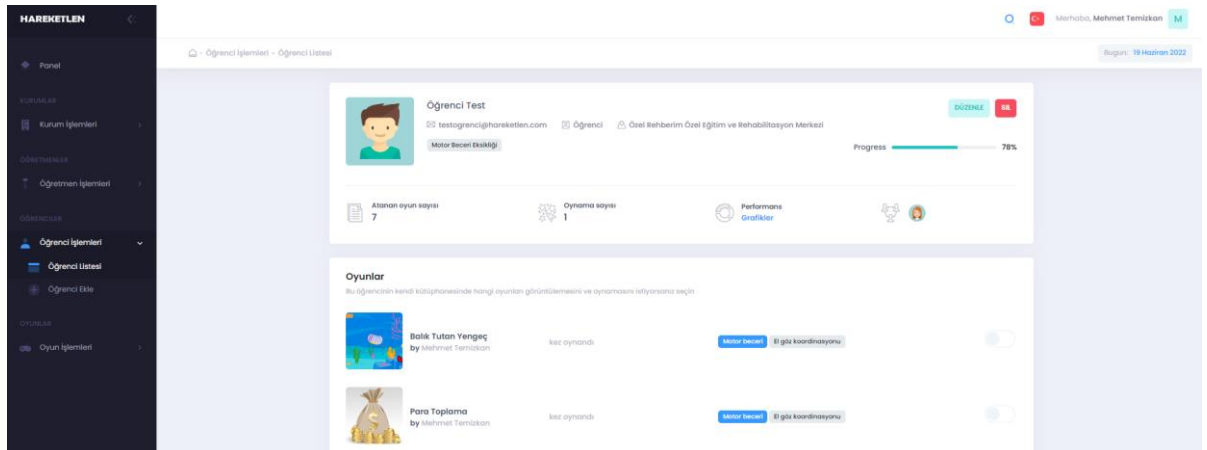 HAREKETLEN
Merhaba, Mehmet Temizkan M
Öğrenci İşlemleri - Öğrenci Listesi
Bugün: 19 Haziran 2022
Panel
KURUMLAR
Kurum İşlemleri
ÖĞRETMENLER
Öğretmen İşlemleri
ÖĞRENCİLER
Öğrenci İşlemleri
Öğrenci Listesi
Öğrenci Ekle
OYUNLAR
Oyun İşlemleri
Öğrenci Test
DÜZENLE SİL
testogrenci@hareketlen.com Öğrenci Özel Rehberim Özel Eğitim ve Rehabilitasyon Merkezi
Motor Beceri Eksikliği
Progress 78%
Atanan oyun sayısı
7
Oynama sayısı
1
Performans
Grafikler
Oyunlar
Bu öğrencinin kendi kütüphanesinde hangi oyunları görüntülemesini ve oynamasını istiyorsanız seçin
Balık Tutan Yengeç
by Mehmet Temizkan
kez oynandı
Motor beceri El göz koordinasyonu
Para Toplama
by Mehmet Temizkan
kez oynandı
Motor beceri El göz koordinasyonu